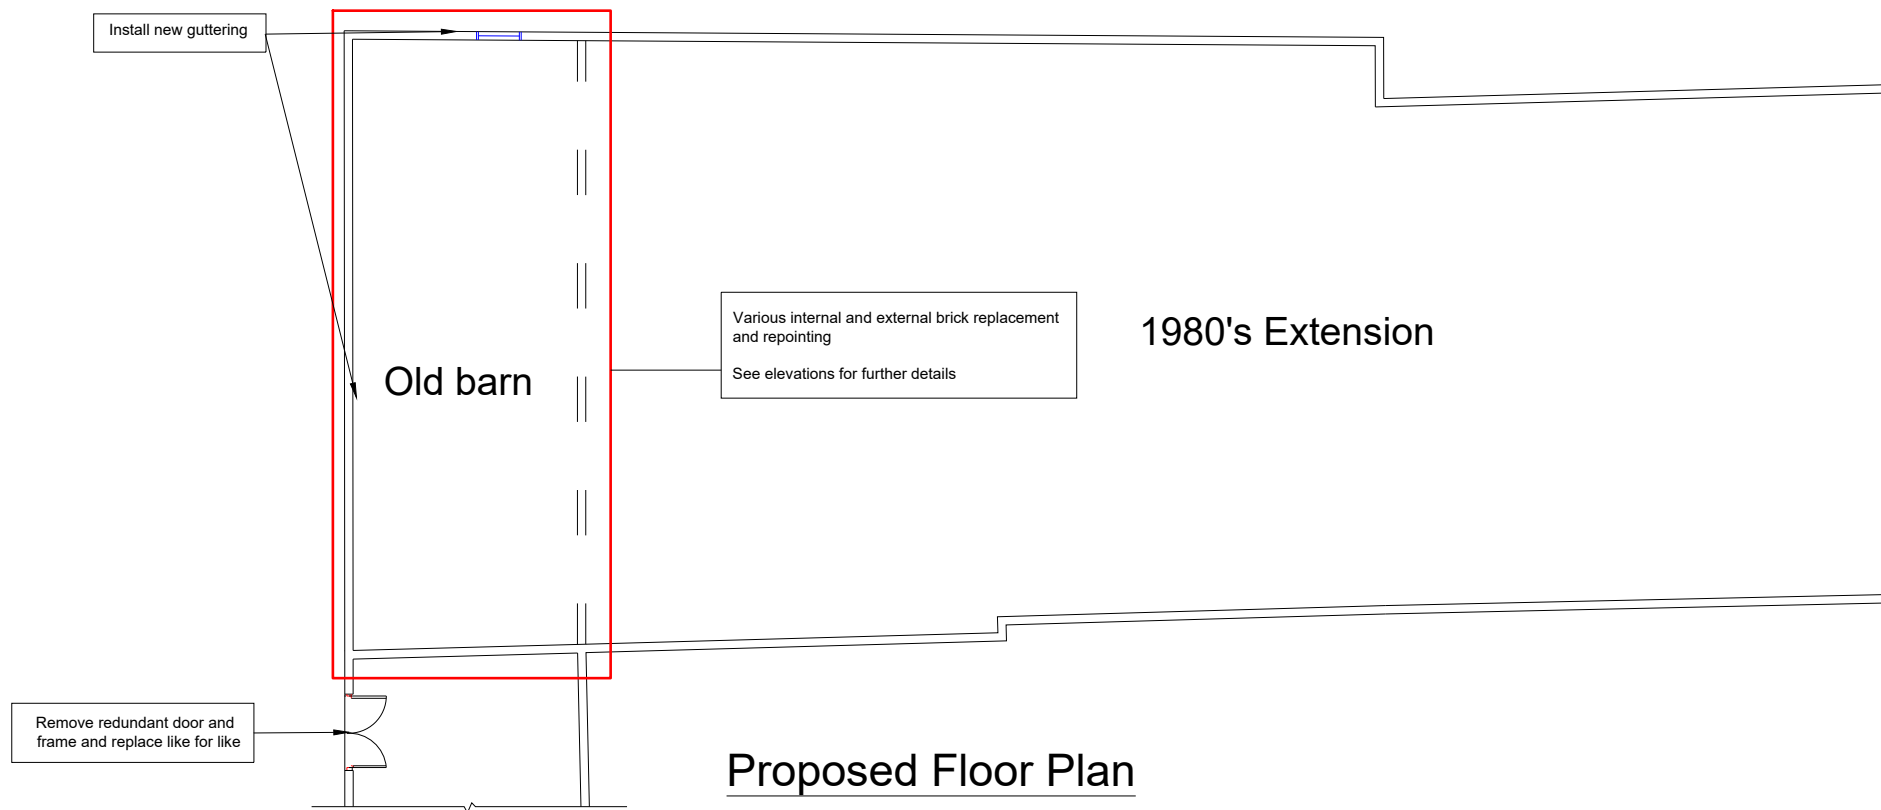 Install new guttering
Various internal and external brick replacement
and repointing
See elevations for further details
1980's Extension
Old barn
Remove redundant door and
frame and replace like for like
Proposed Floor Plan